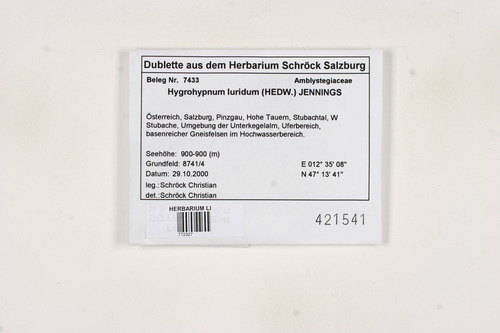 Dublette aus dem Herbarium Schröck Salzburg
Beleg Nr. 7433 Amblystegiaceae
Hygrohypnum luridum (HEDW.) JENNINGS
Österreich, Salzburg, Pinzgau, Hohe Tauern, Stubachtal, W
Stubache, Umgebung der Unterkegelalm, Uferbereich,
basenreicher Gneisfelsen im Hochwasserbereich.
Seehöhe: 900-900 (m)
Grundfeld: 8741/4 E 012° 35' 08"
Datum: 29.10.2000 N 47° 13' 41"
leg.:Schröck Christian
det.:Schröck Christian
HERBARIUM LI
772327
421541